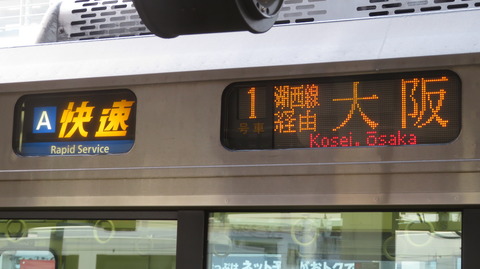 A 快速
Rapid Service
1 号車
湖西線 経由 大阪
Kosei, ōsaka